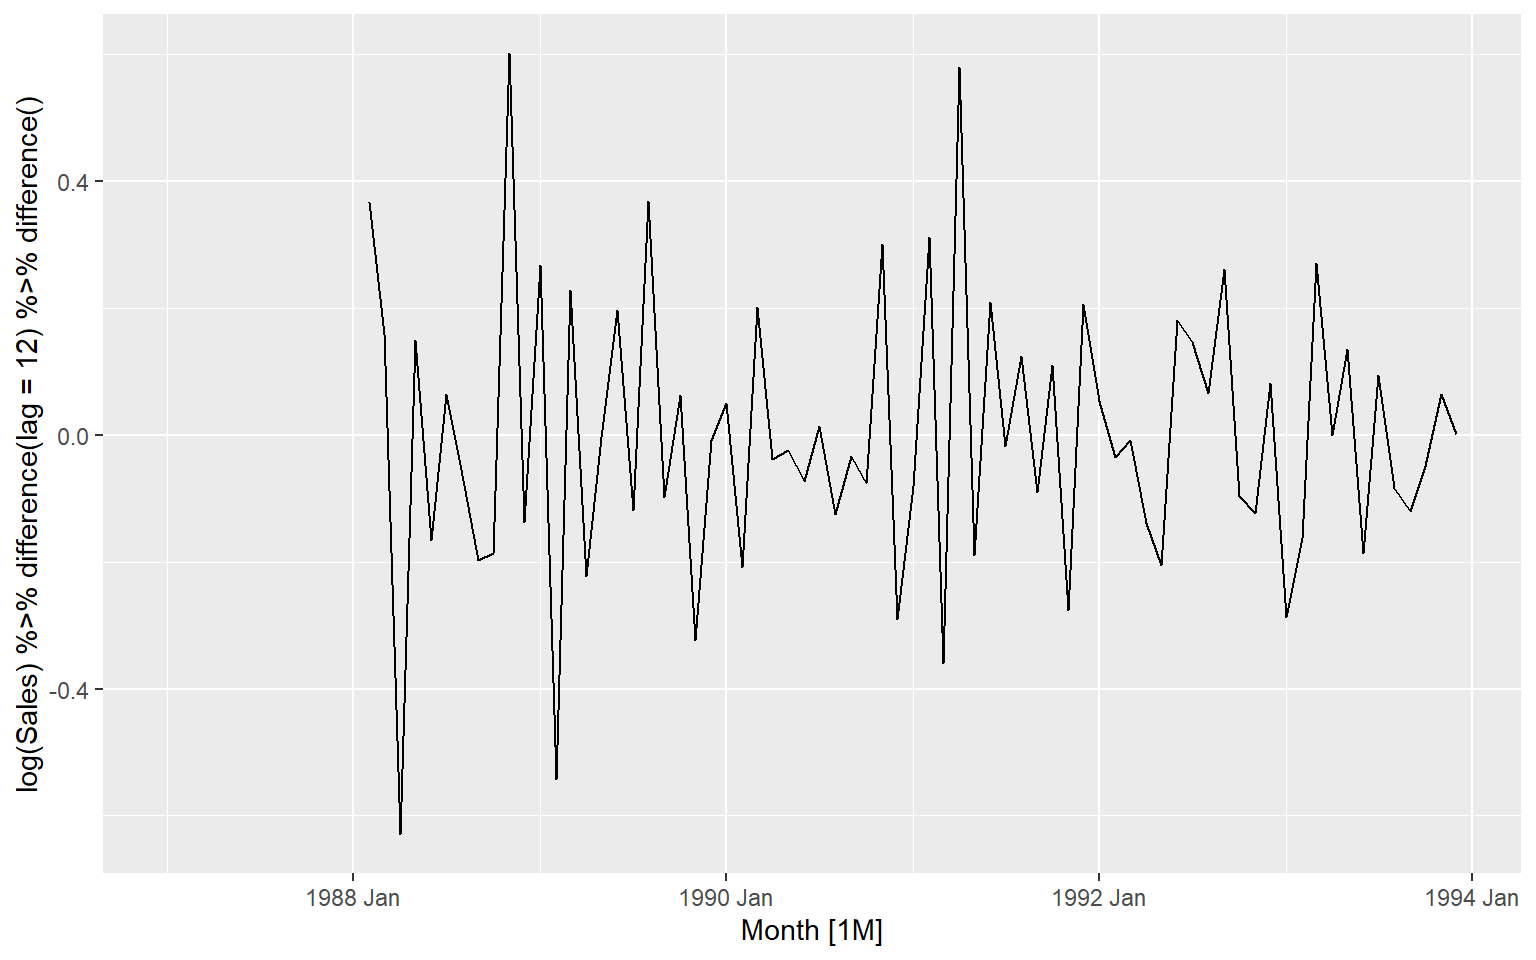 log(Sales) %>% difference(lag = 12) %>% difference()
0.4
0.0
-0.4
1988 Jan
1990 Jan
1992 Jan
1994 Jan
Month [1M]